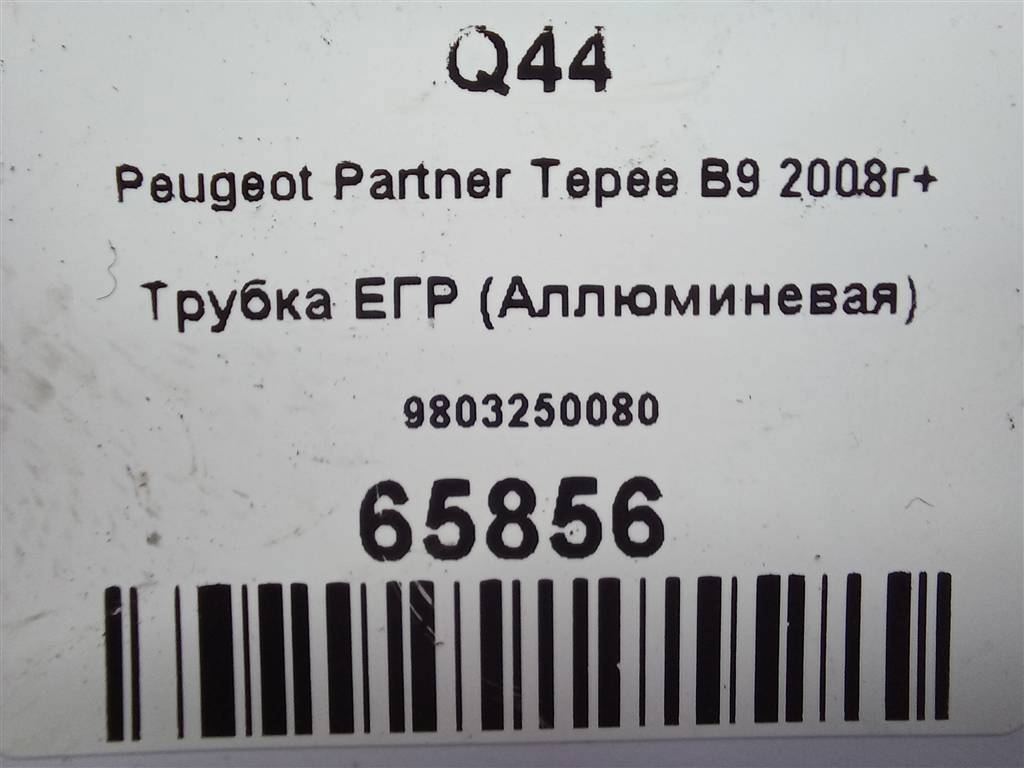 Q44
Peugeot Partner Tepee B9 2008г+
Трубка ЕГР (Аллюминевая)
9803250080
65856